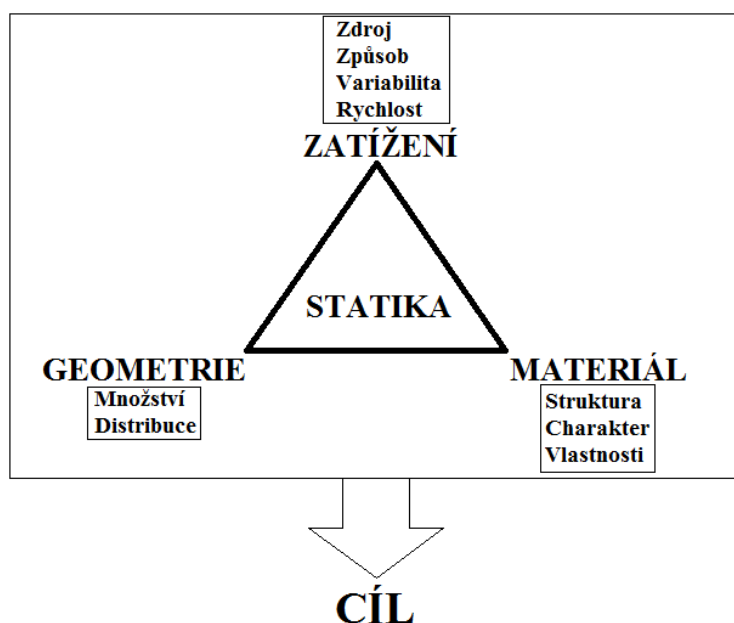 Zdroj
Způsob
Variabilita
Rychlost
ZATÍŽENÍ
STATIKA
GEOMETRIE
Množství
Distribuce
MATERIÁL
Struktura
Charakter
Vlastnosti
CÍL